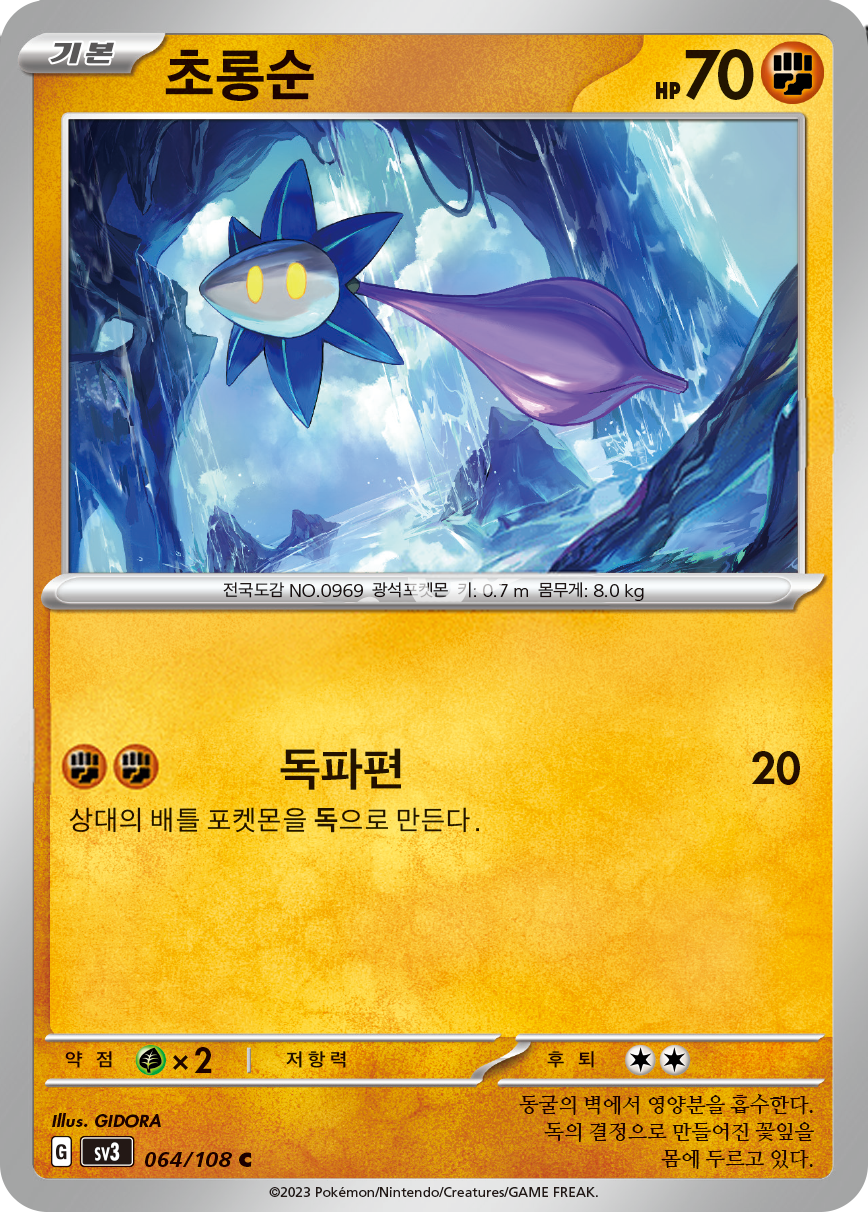 기본
초롱순
HP 70
전국도감 NO.0969 광석포켓몬 키: 0.7 m 몸무게: 8.0 kg
독파편 20
상대의 배틀 포켓몬을 독으로 만든다.
약점 ×2 저항력 후퇴
Illus. GIDORA
동굴의 벽에서 영양분을 흡수한다.
독의 결정으로 만들어진 꽃잎을
몸에 두르고 있다.
G sv3 064/108 C
©2023 Pokémon/Nintendo/Creatures/GAME FREAK.